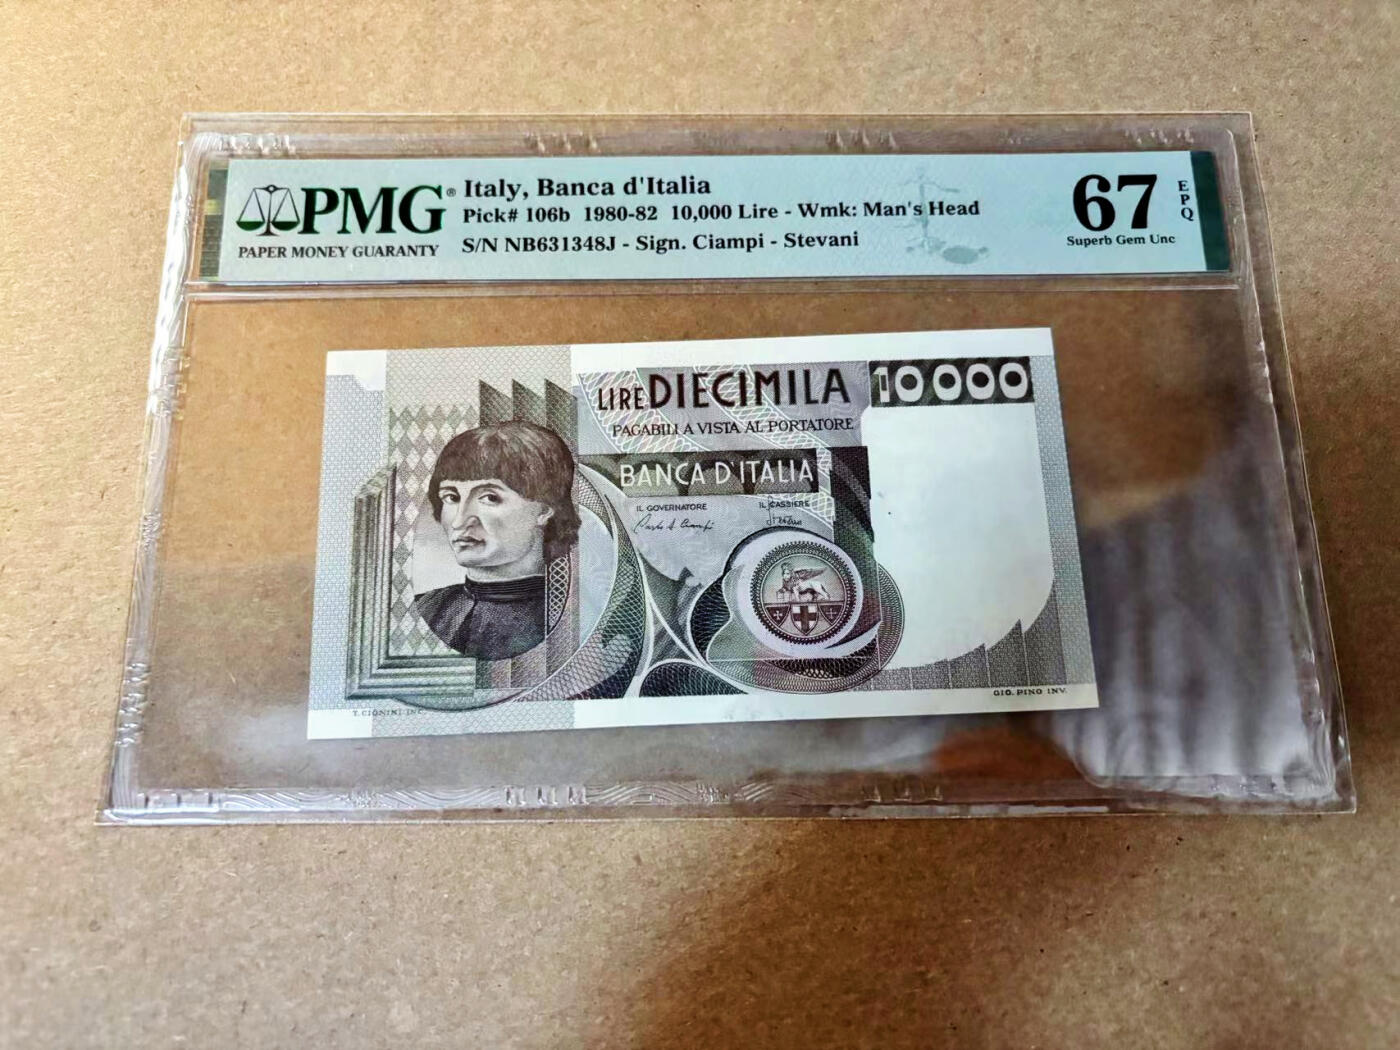 PMG®
PAPER MONEY GUARANTY
Italy, Banca d'Italia
Pick# 106b 1980-82 10,000 Lire - Wmk: Man's Head
S/N NB631348J - Sign. Ciampi - Stevani
67
EPQ
Superb Gem Unc
LIRE DIECIMILA
10000
PAGABILI A VISTA AL PORTATORE
BANCA D'ITALIA
IL GOVERNATORE
IL CASSIERE
T. CIONINI INC.
GIO. PINO INV.